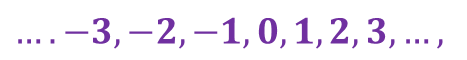 ... . −3, −2, −1, 0, 1, 2, 3, ... ,